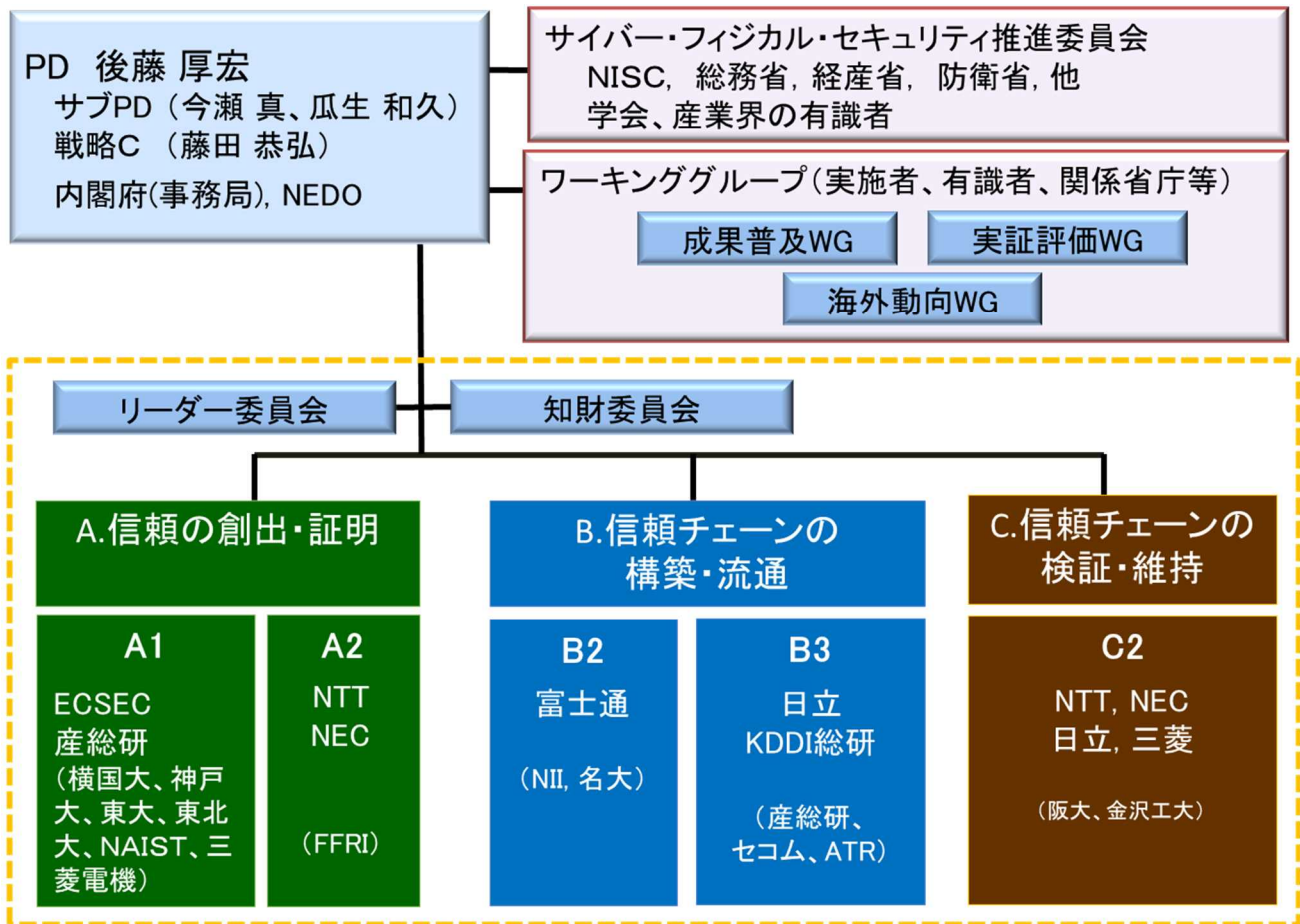 PD 後藤 厚宏
サブPD (今瀬 真、瓜生 和久)
戦略C (藤田 恭弘)
内閣府(事務局), NEDO
サイバー・フィジカル・セキュリティ推進委員会
NISC, 総務省, 経産省, 防衛省, 他
学会、産業界の有識者
ワーキンググループ(実施者、有識者、関係省庁等)
成果普及WG
実証評価WG
海外動向WG
リーダー委員会
知財委員会
A.信頼の創出・証明
A1
ECSEC
産総研
(横国大、神戸
大、東大、東北
大、NAIST、三
菱電機)
A2
NTT
NEC
(FFRI)
B.信頼チェーンの
構築・流通
B2
富士通
(NII, 名大)
B3
日立
KDDI総研
(産総研、
セコム、ATR)
C.信頼チェーンの
検証・維持
C2
NTT, NEC
日立, 三菱
(阪大、金沢工大)